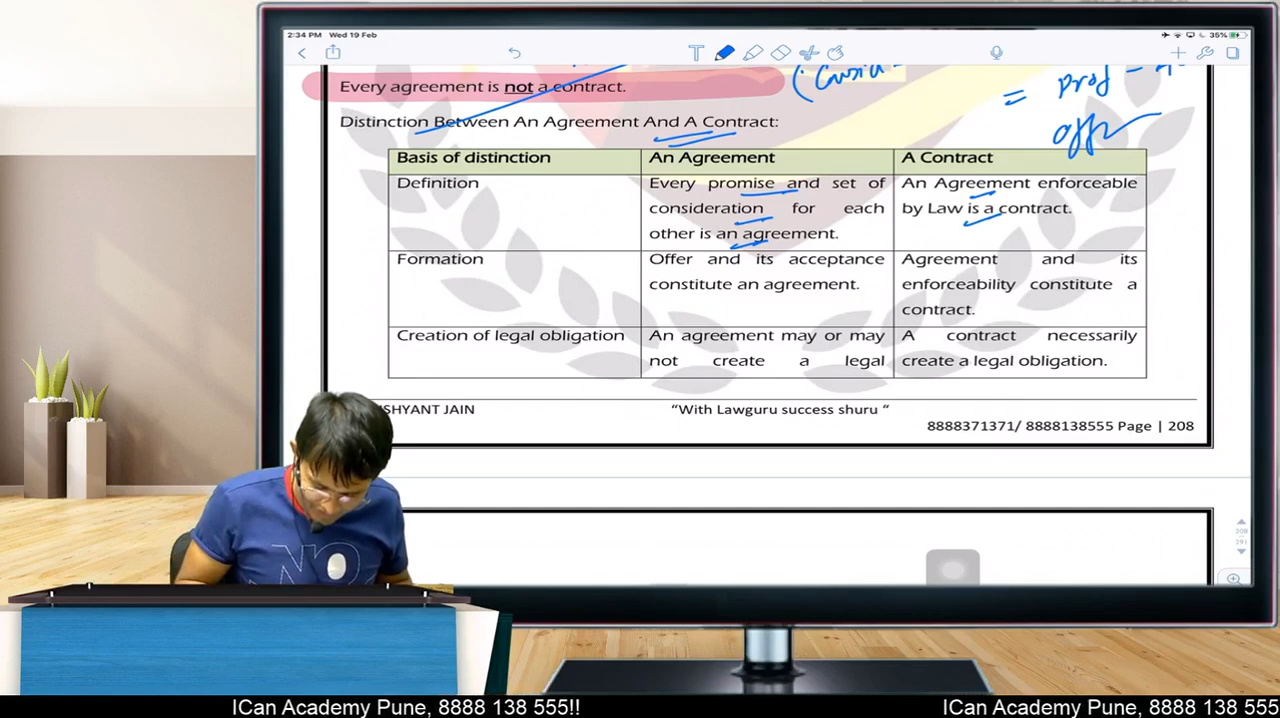 2:34 PM Wed 19 Feb
35%
T
Every agreement is not a contract.
Distinction Between An Agreement And A Contract:
Basis of distinction An Agreement A Contract
Definition
Every promise and set of
consideration for each
other is an agreement.
An Agreement enforceable
by Law is a contract.
Formation
Offer and its acceptance
constitute an agreement.
Agreement and its
enforceability constitute a
contract.
Creation of legal obligation
An agreement may or may
not create a legal
A contract necessarily
create a legal obligation.
SHYANT JAIN "With Lawguru success shuru "
8888371371/ 8888138555 Page | 208
208
291
NO
ICan Academy Pune, 8888 138 555!! ICan Academy Pune, 8888 138 555